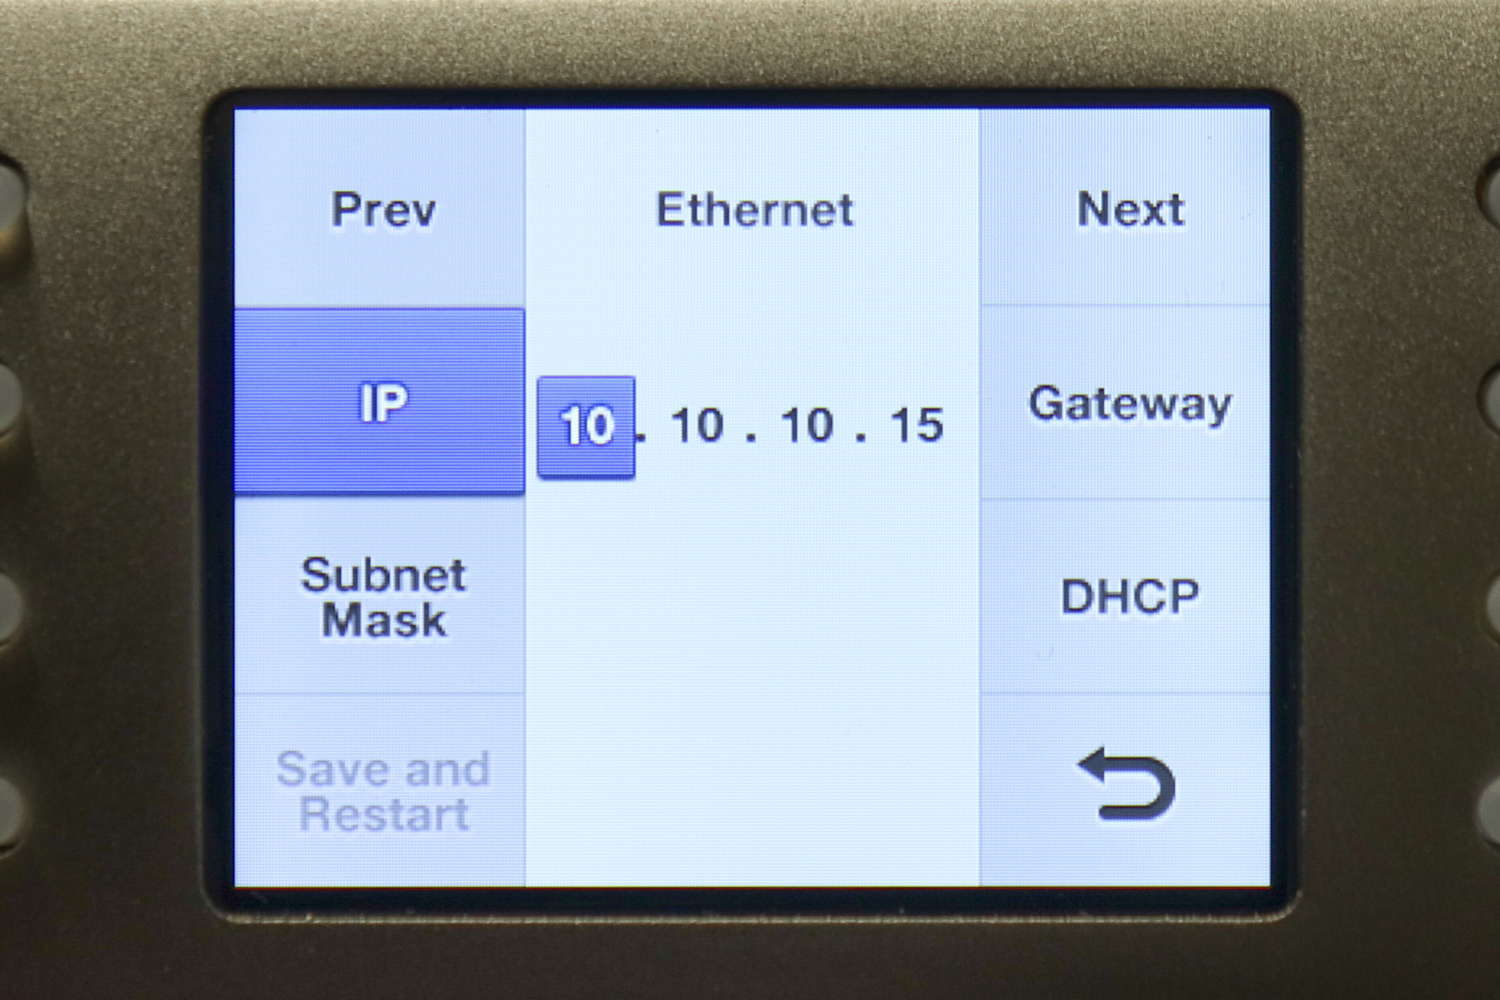 Prev
Ethernet
Next
IP
10 . 10 . 10 . 15
Gateway
Subnet
Mask
DHCP
Save and
Restart